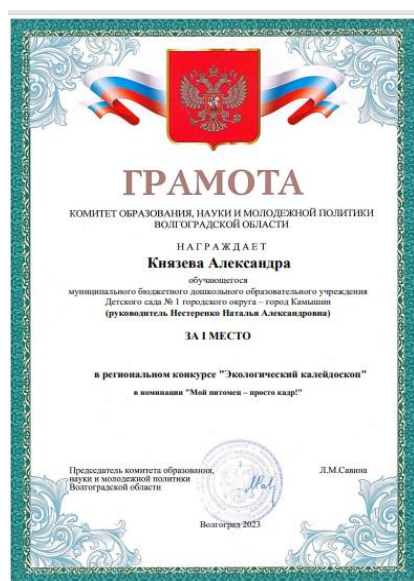 ГРАМОТА
КОМИТЕТ ОБРАЗОВАНИЯ, НАУКИ И МОЛОДЕЖНОЙ ПОЛИТИКИ
ВОЛГОГРАДСКОЙ ОБЛАСТИ
НАГРАЖДАЕТ
Князева Александра
обучающегося
муниципального бюджетного дошкольного образовательного учреждения
Детского сада № 1 городского округа – город Камышин
(руководитель Нестеренко Наталья Александровна)
ЗА I МЕСТО
в региональном конкурсе "Экологический калейдоскоп"
в номинации "Мой питомец – просто кадр!"
Председатель комитета образования,
науки и молодежной политики
Волгоградской области
Л.М.Савина
Волгоград 2023